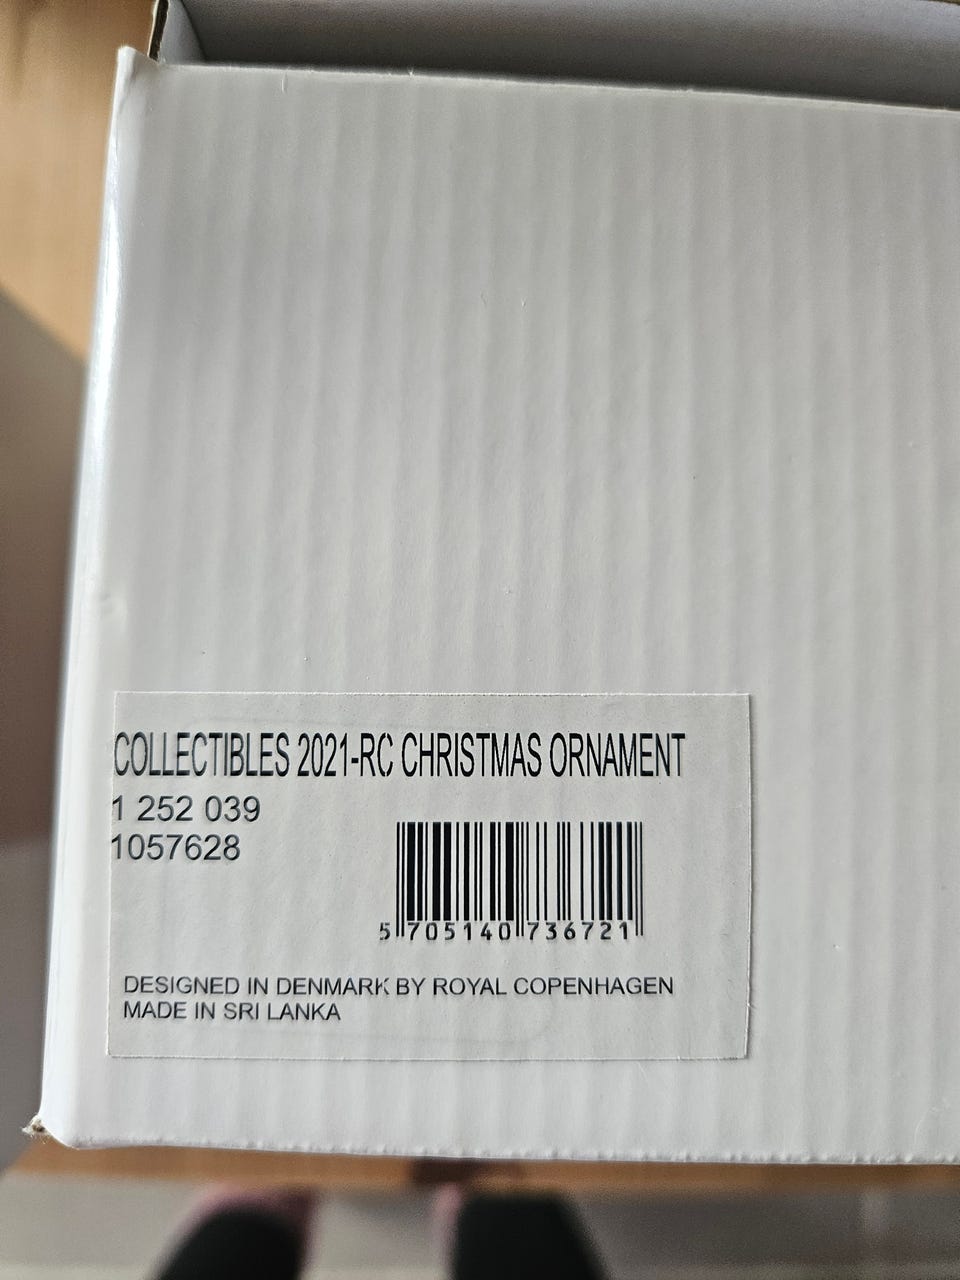 COLLECTIBLES 2021-RC CHRISTMAS ORNAMENT
1 252 039
1057628
5 705140 736721
DESIGNED IN DENMARK BY ROYAL COPENHAGEN
MADE IN SRI LANKA